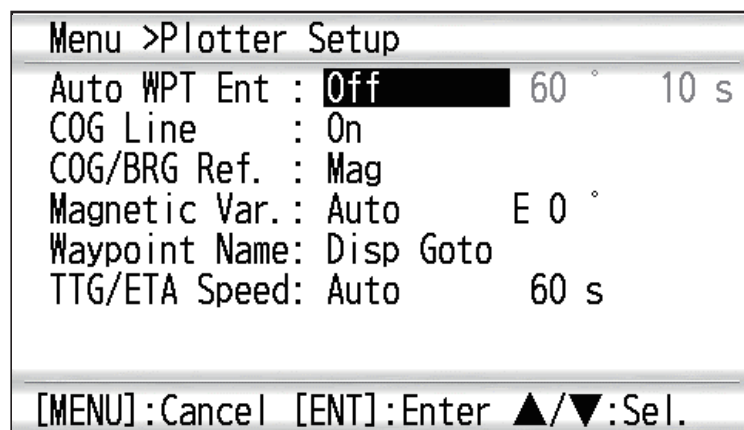 Menu >Plotter Setup
Auto WPT Ent : Off 60 ° 10 s
COG Line : On
COG/BRG Ref. : Mag
Magnetic Var.: Auto E 0 °
Waypoint Name: Disp Goto
TTG/ETA Speed: Auto 60 s
[MENU]:Cancel [ENT]:Enter ▲/▼:Sel.